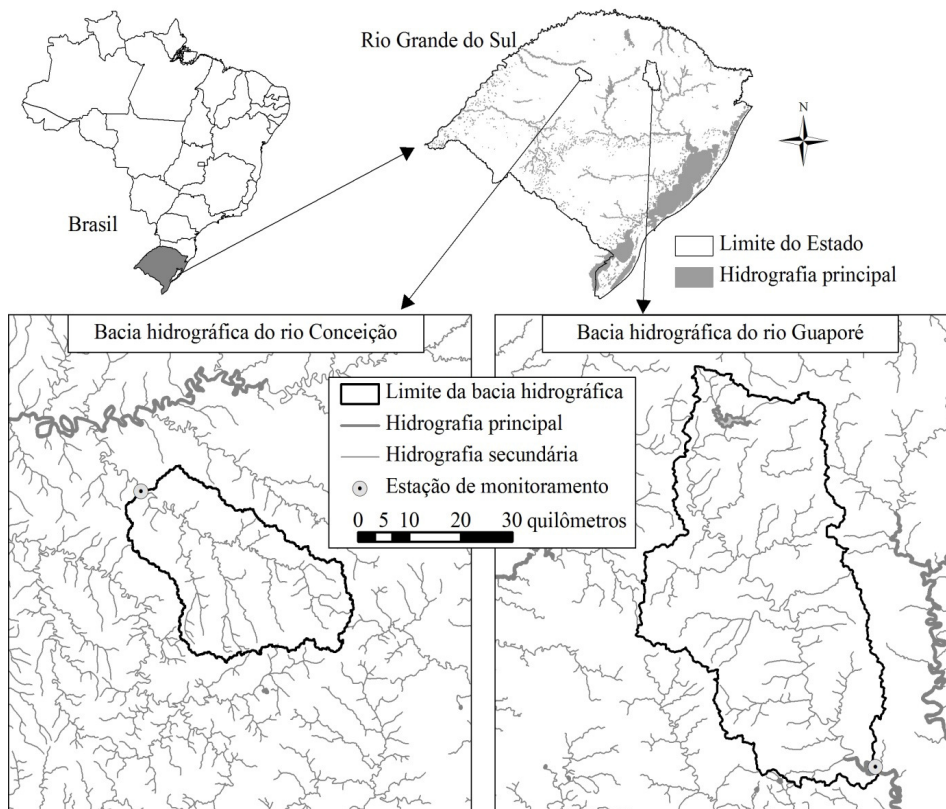 Rio Grande do Sul
N
Brasil
Limite do Estado
Hidrografia principal
Bacia hidrográfica do rio Conceição
Bacia hidrográfica do rio Guaporé
Limite da bacia hidrográfica
Hidrografia principal
Hidrografia secundária
Estação de monitoramento
0 5 10 20 30 quilômetros